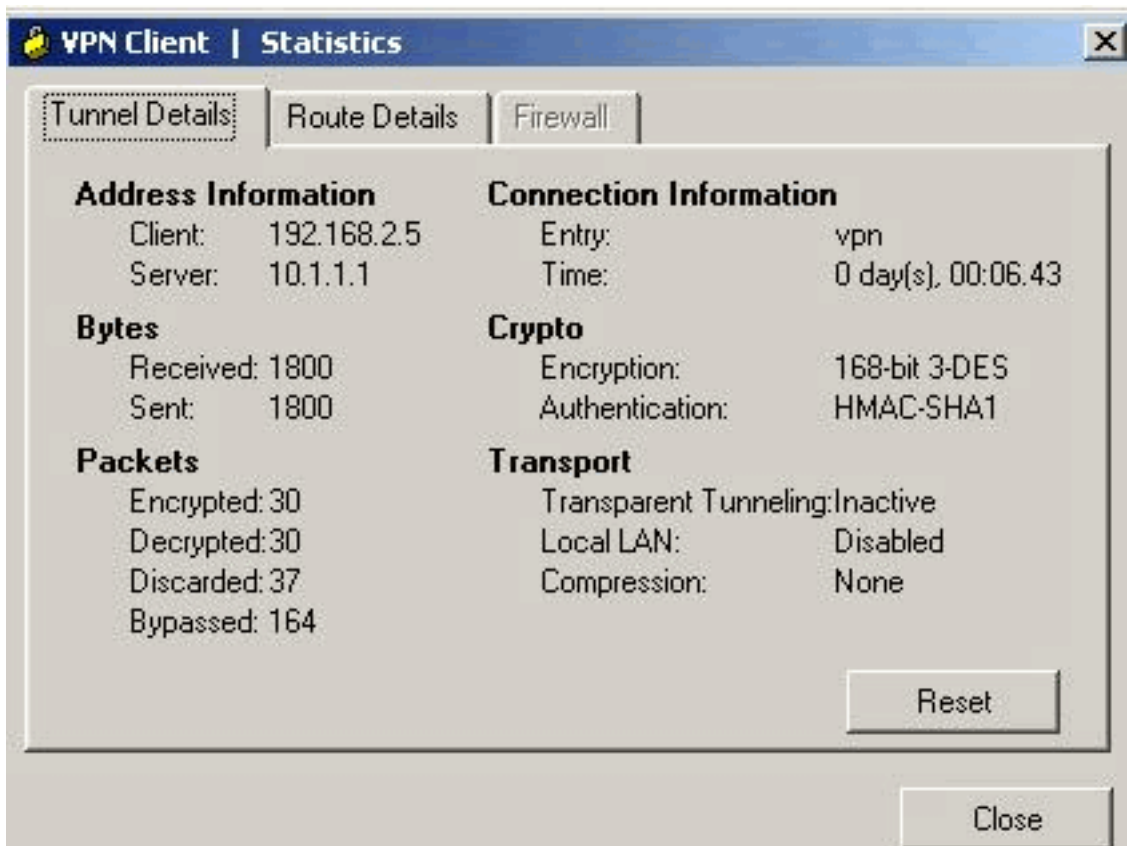 VPN Client | Statistics
Tunnel Details
Route Details
Firewall
Address Information
Client: 192.168.2.5
Server: 10.1.1.1
Bytes
Received: 1800
Sent: 1800
Packets
Encrypted: 30
Decrypted: 30
Discarded: 37
Bypassed: 164
Connection Information
Entry: vpn
Time: 0 day(s), 00:06.43
Crypto
Encryption: 168-bit 3-DES
Authentication: HMAC-SHA1
Transport
Transparent Tunneling: Inactive
Local LAN: Disabled
Compression: None
Reset
Close